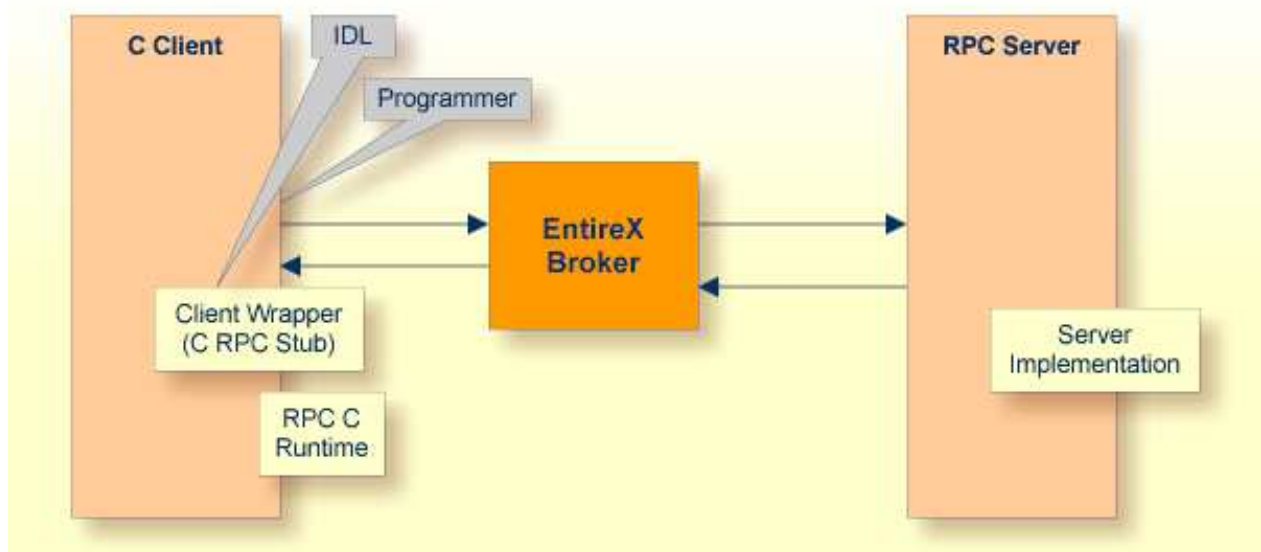 C Client
IDL
Programmer
RPC Server
EntireX
Broker
Client Wrapper
(C RPC Stub)
RPC C
Runtime
Server
Implementation